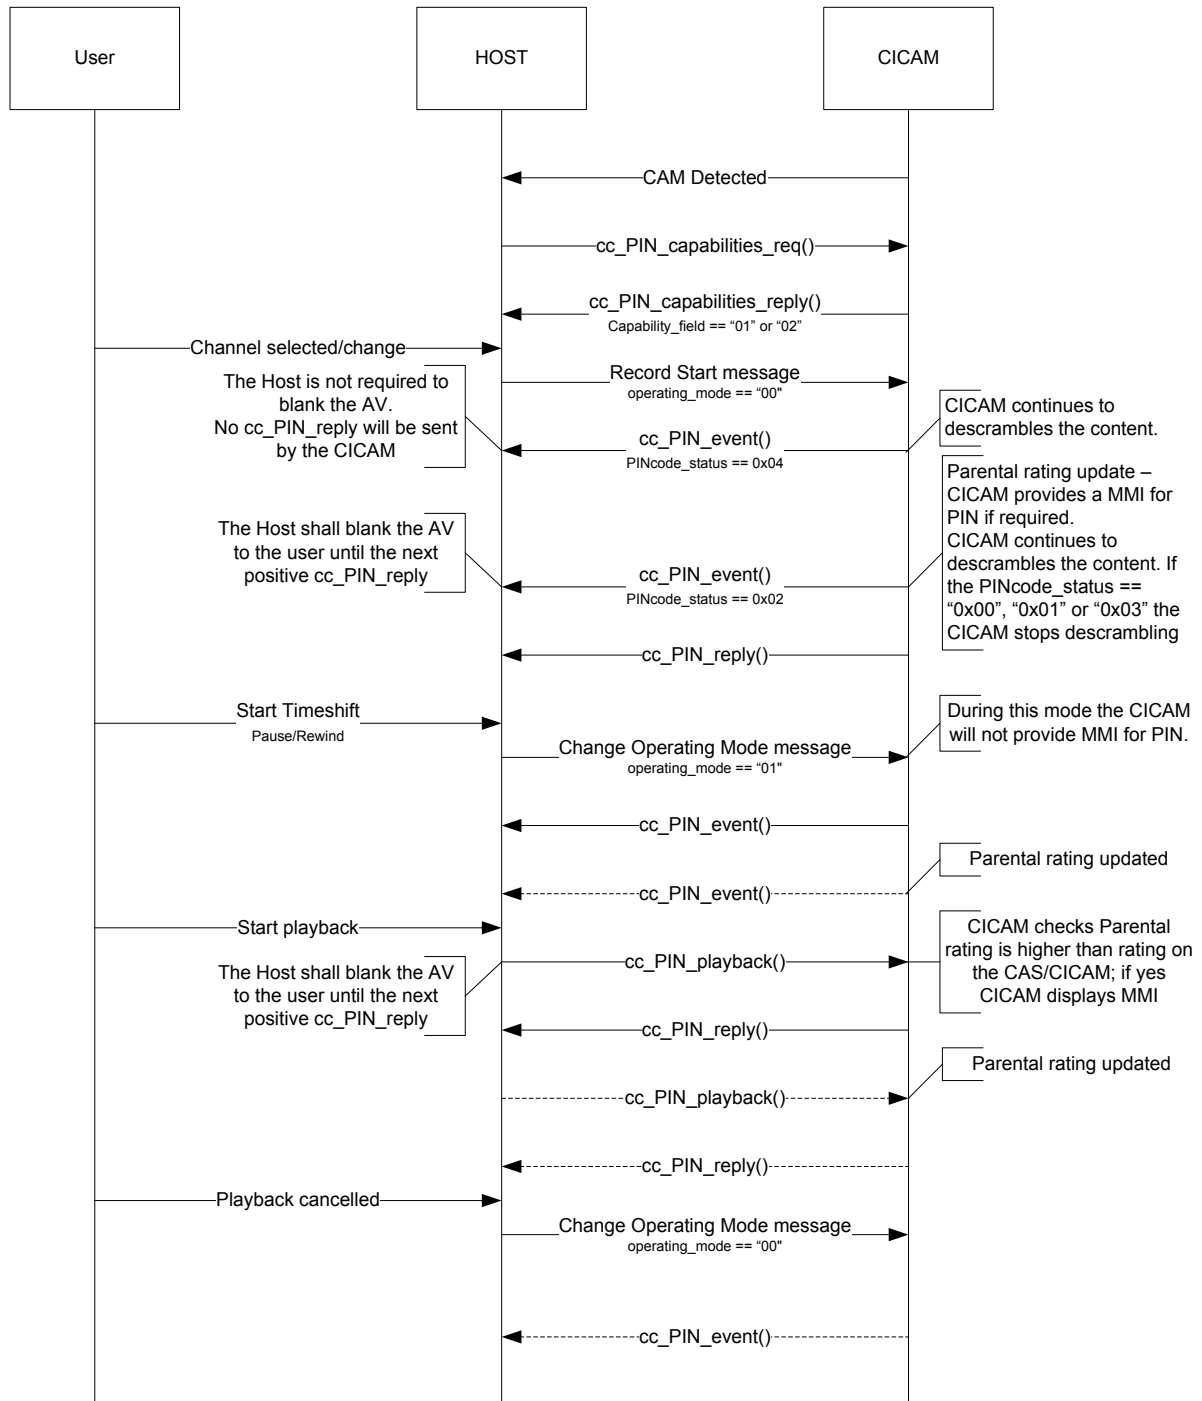 User
HOST
CICAM
CAM Detected
cc_PIN_capabilities_req()
cc_PIN_capabilities_reply()
Capability_field == “01” or “02”
Channel selected/change
The Host is not required to
blank the AV.
No cc_PIN_reply will be sent
by the CICAM
Record Start message
operating_mode == “00"
CICAM continues to
descrambles the content.
cc_PIN_event()
PINcode_status == 0x04
Parental rating update –
CICAM provides a MMI for
PIN if required.
CICAM continues to
descrambles the content. If
the PINcode_status ==
“0x00”, “0x01” or “0x03” the
CICAM stops descrambling
The Host shall blank the AV
to the user until the next
positive cc_PIN_reply
cc_PIN_event()
PINcode_status == 0x02
cc_PIN_reply()
Start Timeshift
Pause/Rewind
During this mode the CICAM
will not provide MMI for PIN.
Change Operating Mode message
operating_mode == “01"
cc_PIN_event()
Parental rating updated
cc_PIN_event()
Start playback
CICAM checks Parental
rating is higher than rating on
the CAS/CICAM; if yes
CICAM displays MMI
The Host shall blank the AV
to the user until the next
positive cc_PIN_reply
cc_PIN_playback()
cc_PIN_reply()
Parental rating updated
cc_PIN_playback()
cc_PIN_reply()
Playback cancelled
Change Operating Mode message
operating_mode == “00"
cc_PIN_event()